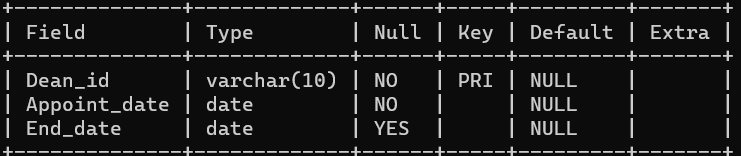 +--------------+-------------+------+-----+---------+-------+
| Field        | Type        | Null | Key | Default | Extra |
+--------------+-------------+------+-----+---------+-------+
| Dean_id      | varchar(10) | NO   | PRI | NULL    |       |
| Appoint_date | date        | NO   |     | NULL    |       |
| End_date     | date        | YES  |     | NULL    |       |
+--------------+-------------+------+-----+---------+-------+